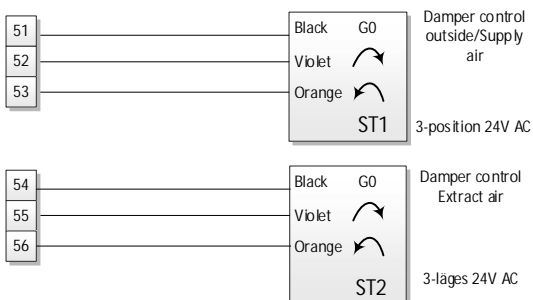 51
52
53
Black G0
Violet
Orange
ST1
Damper control
outside/Supply
air
3-position 24V AC
54
55
56
Black G0
Violet
Orange
ST2
Damper control
Extract air
3-läges 24V AC